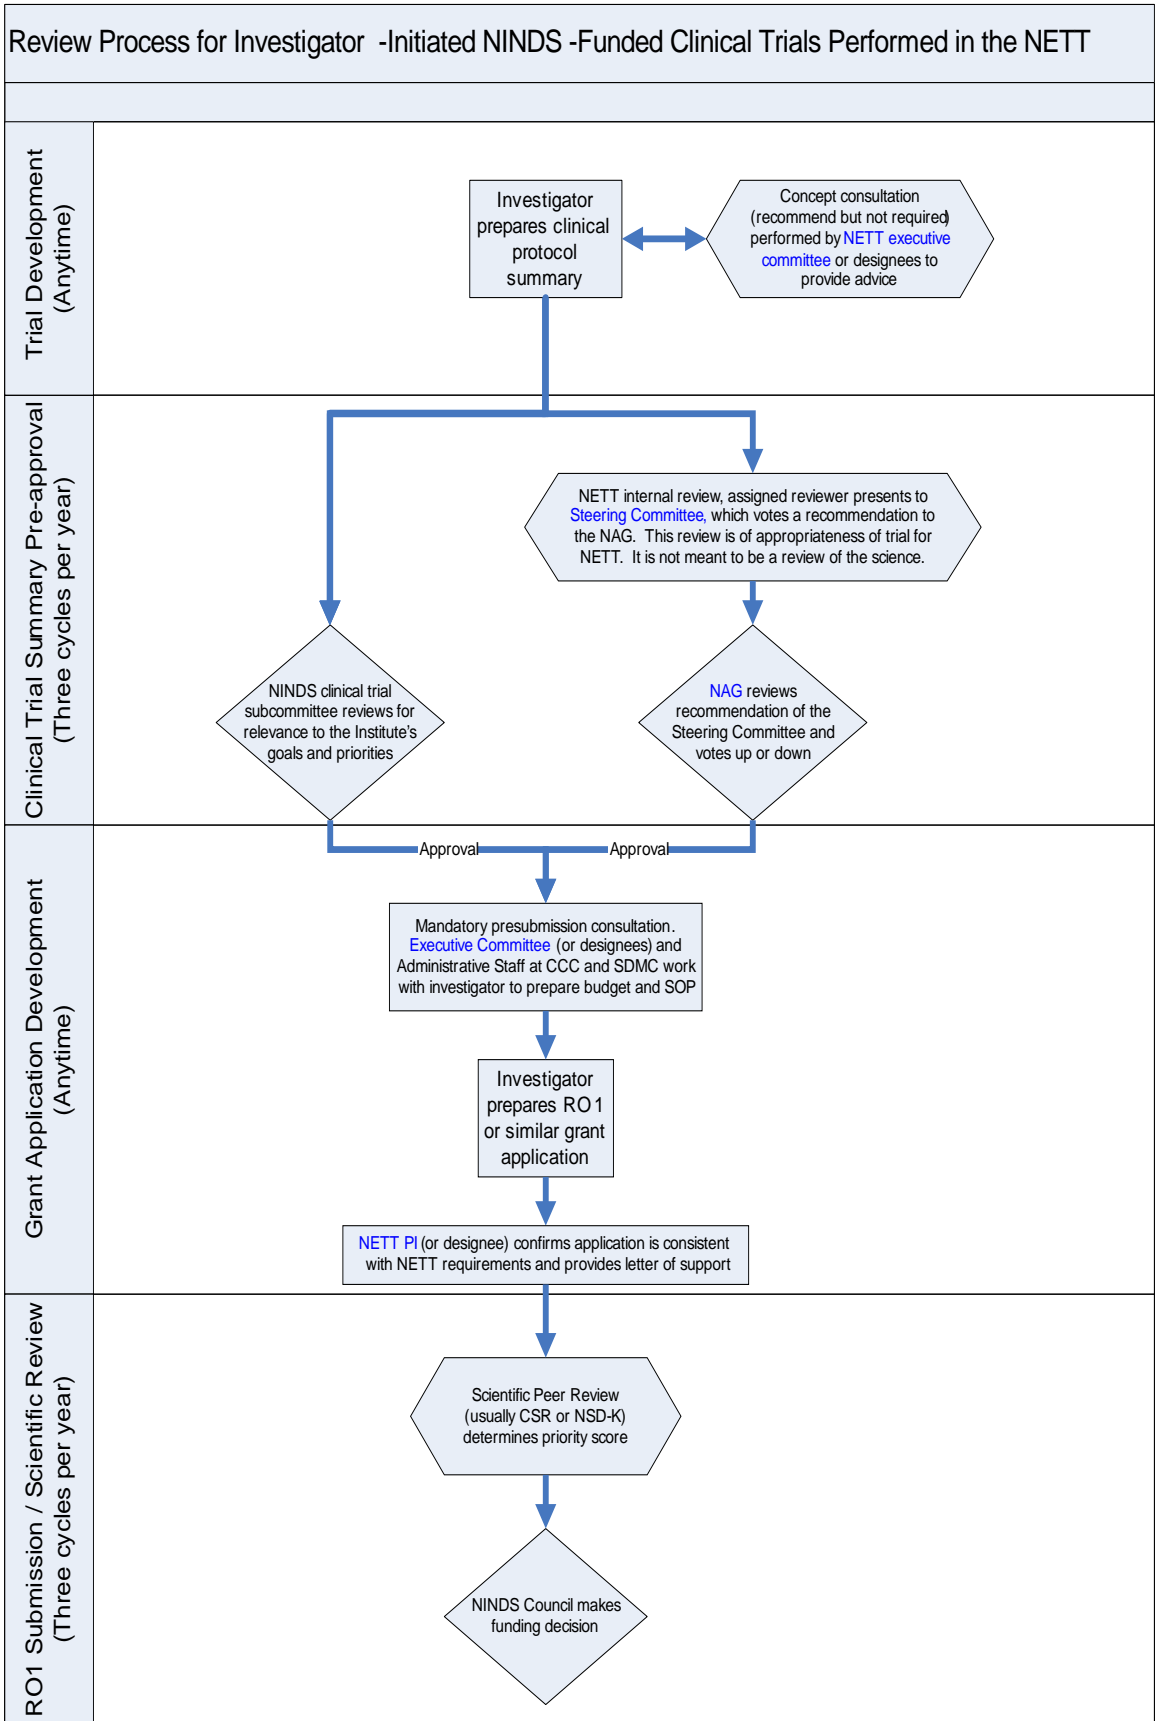 Review Process for Investigator -Initiated NINDS -Funded Clinical Trials Performed in the NETT
Trial Development
(Anytime)
Investigator
prepares clinical
protocol
summary
Concept consultation
(recommend but not required)
performed by NETT executive
committee or designees to
provide advice
Clinical Trial Summary Pre-approval
(Three cycles per year)
NETT internal review, assigned reviewer presents to
Steering Committee, which votes a recommendation to
the NAG. This review is of appropriateness of trial for
NETT. It is not meant to be a review of the science.
NINDS clinical trial
subcommittee reviews for
relevance to the Institute's
goals and priorities
NAG reviews
recommendation of the
Steering Committee and
votes up or down
Grant Application Development
(Anytime)
Approval
Approval
Mandatory presubmission consultation.
Executive Committee (or designees) and
Administrative Staff at CCC and SDMC work
with investigator to prepare budget and SOP
Investigator
prepares RO1
or similar grant
application
NETT PI (or designee) confirms application is consistent
with NETT requirements and provides letter of support
RO1 Submission / Scientific Review
(Three cycles per year)
Scientific Peer Review
(usually CSR or NSD-K)
determines priority score
NINDS Council makes
funding decision